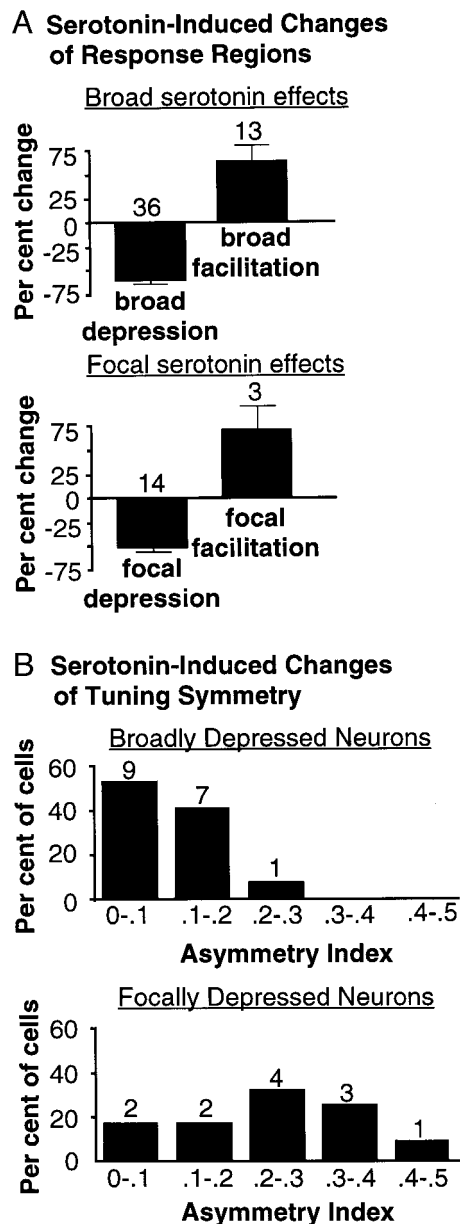 A Serotonin-Induced Changes
of Response Regions
Broad serotonin effects
Per cent change
75
25
0
-25
-75
36
13
broad
facilitation
broad
depression
Focal serotonin effects
Per cent change
75
25
0
-25
-75
14
3
focal
facilitation
focal
depression
B Serotonin-Induced Changes
of Tuning Symmetry
Broadly Depressed Neurons
Per cent of cells
60
40
20
0
9
7
1
0-.1 .1-.2 .2-.3 .3-.4 .4-.5
Asymmetry Index
Focally Depressed Neurons
Per cent of cells
60
40
20
0
2 2 4 3 1
0-.1 .1-.2 .2-.3 .3-.4 .4-.5
Asymmetry Index